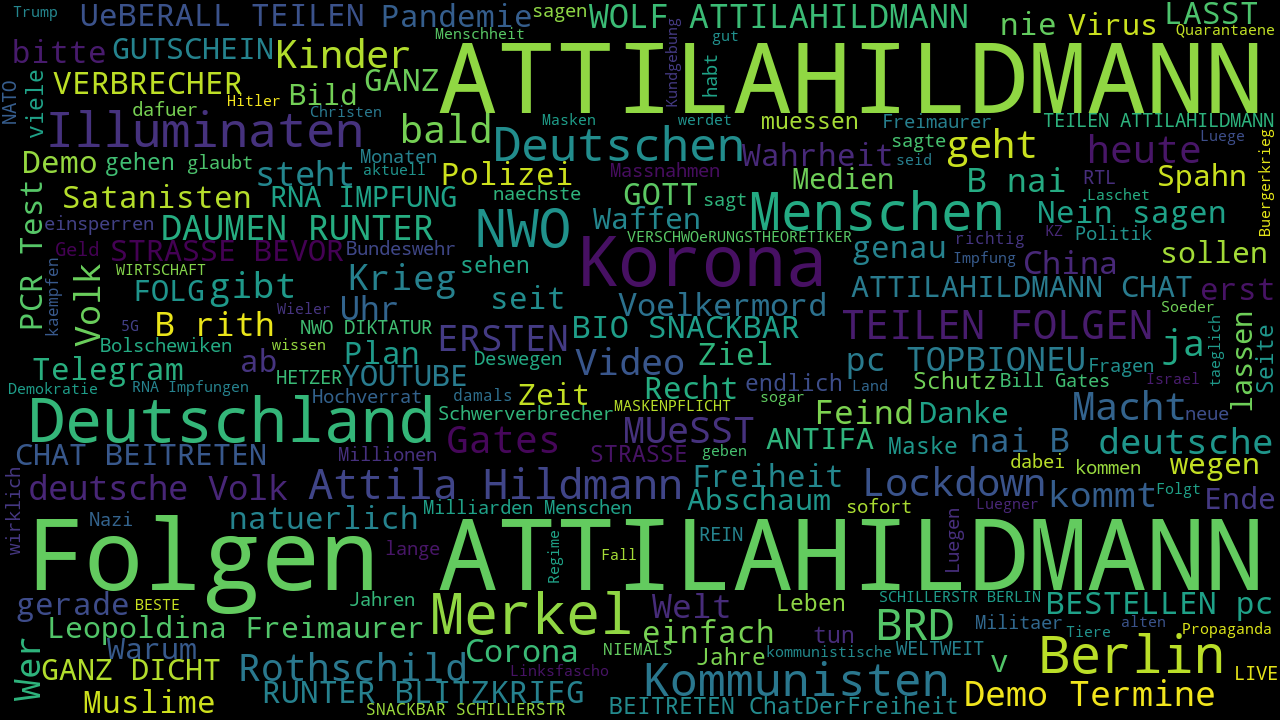 Trump UeBERALL TEILEN Pandemie sagen WOLF ATTILAHILDMANN nie Virus LASST
Quarantaene
bitte GUTSCHEIN Kinder Menschheit Kundgebung gut
ATTILAHILDMANN
NATO viele VERBRECHER GANZ habt
dafuer Hitler Bild Christen
Illuminaten bald Masken werdet muessen Freimaurer TEILEN ATTILAHILDMANN
Deutschen Wahrheit sagte geht heute Luege Buergerkrieg
Demo gehen glaubt Monaten seid
steht aktuell Polizei Massnahmen Medien B nai RTL Spahn
Satanisten RNA IMPFUNG naechste GOTT sagt Laschet
PCR Test einsperren DAUMEN RUNTER NWO Waffen Menschen Nein sagen KZ Politik
VERSCHWOeRUNGSTHEORETIKER richtig
Geld STRASSE BEVOR Bundeswehr Korona genau Impfung China sollen
kaempfen Volk WIRTSCHAFT sehen
FOLG gibt Krieg seit ATTILAHILDMANN CHAT erst
5G B rith Wieler Uhr Voelkermord Soeder
NWO DIKTATUR ERSTEN BIO SNACKBAR TEILEN FOLGEN
Bolschewiken ab wissen Plan Deswegen Video Ziel pc TOPBIONEU ja taeglich lassen Seite
Telegram HETZER YOUTUBE Fragen
Demokratie RNA Impfungen Hochverrat damals Zeit Recht endlich Land Schutz Bill Gates Israel
sogar
Deutschland Schwerverbrecher MASKENPFLICHT Feind Danke Macht neue
Gates MUeSST ANTIFA Maske nai B deutsche
CHAT BEITRETEN Millionen STRASSE geben
wirklich dabei kommen wegen
deutsche Volk Attila Hildmann Freiheit Lockdown kommt Folgt Ende
Abschaum sofort Luegner
Nazi natuerlich Milliarden Menschen
Folgen ATTILAHILDMANN
lange Regime Fall REIN Luegen
gerade BESTE Jahren Merkel Welt Leben SCHILLERSTR BERLIN BESTELLEN pc
Leopoldina Freimaurer einfach tun BRD Militaer alten Propaganda
Wer Warum Corona NIEMALS Jahre kommunistische WELTWEIT Tiere
GANZ DICHT Rothschild Linksfascho Kommunisten v Berlin LIVE
Muslime RUNTER BLITZKRIEG Demo Termine
SNACKBAR SCHILLERSTR BEITRETEN ChatDerFreiheit